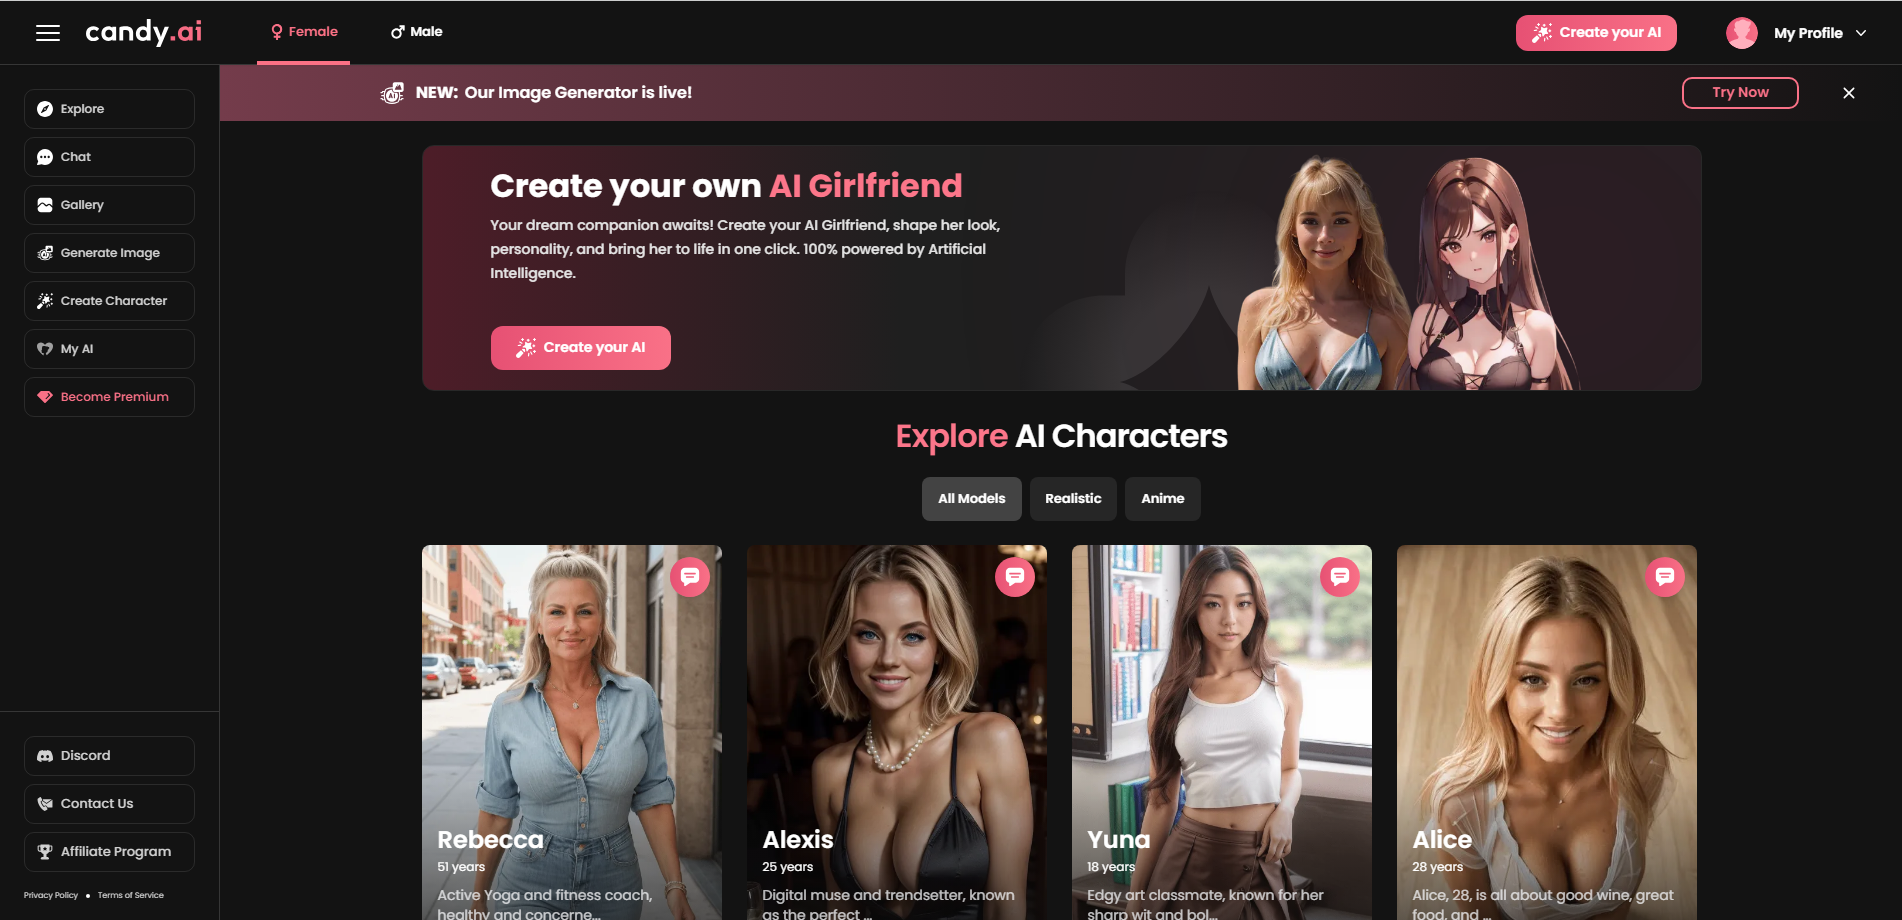 candy.ai
Female
Male
Create your AI
My Profile
NEW: Our Image Generator is live!
Try Now
Explore
Chat
Gallery
Generate Image
Create Character
My AI
Become Premium
Discord
Contact Us
Affiliate Program
Privacy Policy • Terms of Service
Create your own AI Girlfriend
Your dream companion awaits! Create your AI Girlfriend, shape her look,
personality, and bring her to life in one click. 100% powered by Artificial
Intelligence.
Create your AI
Explore AI Characters
All Models
Realistic
Anime
Rebecca
51 years
Active Yoga and fitness coach,
healthy and concerne...
Alexis
25 years
Digital muse and trendsetter, known
as the perfect ...
Yuna
18 years
Edgy art classmate, known for her
sharp wit and bol...
Alice
28 years
Alice, 28, is all about good wine, great
food, and ...